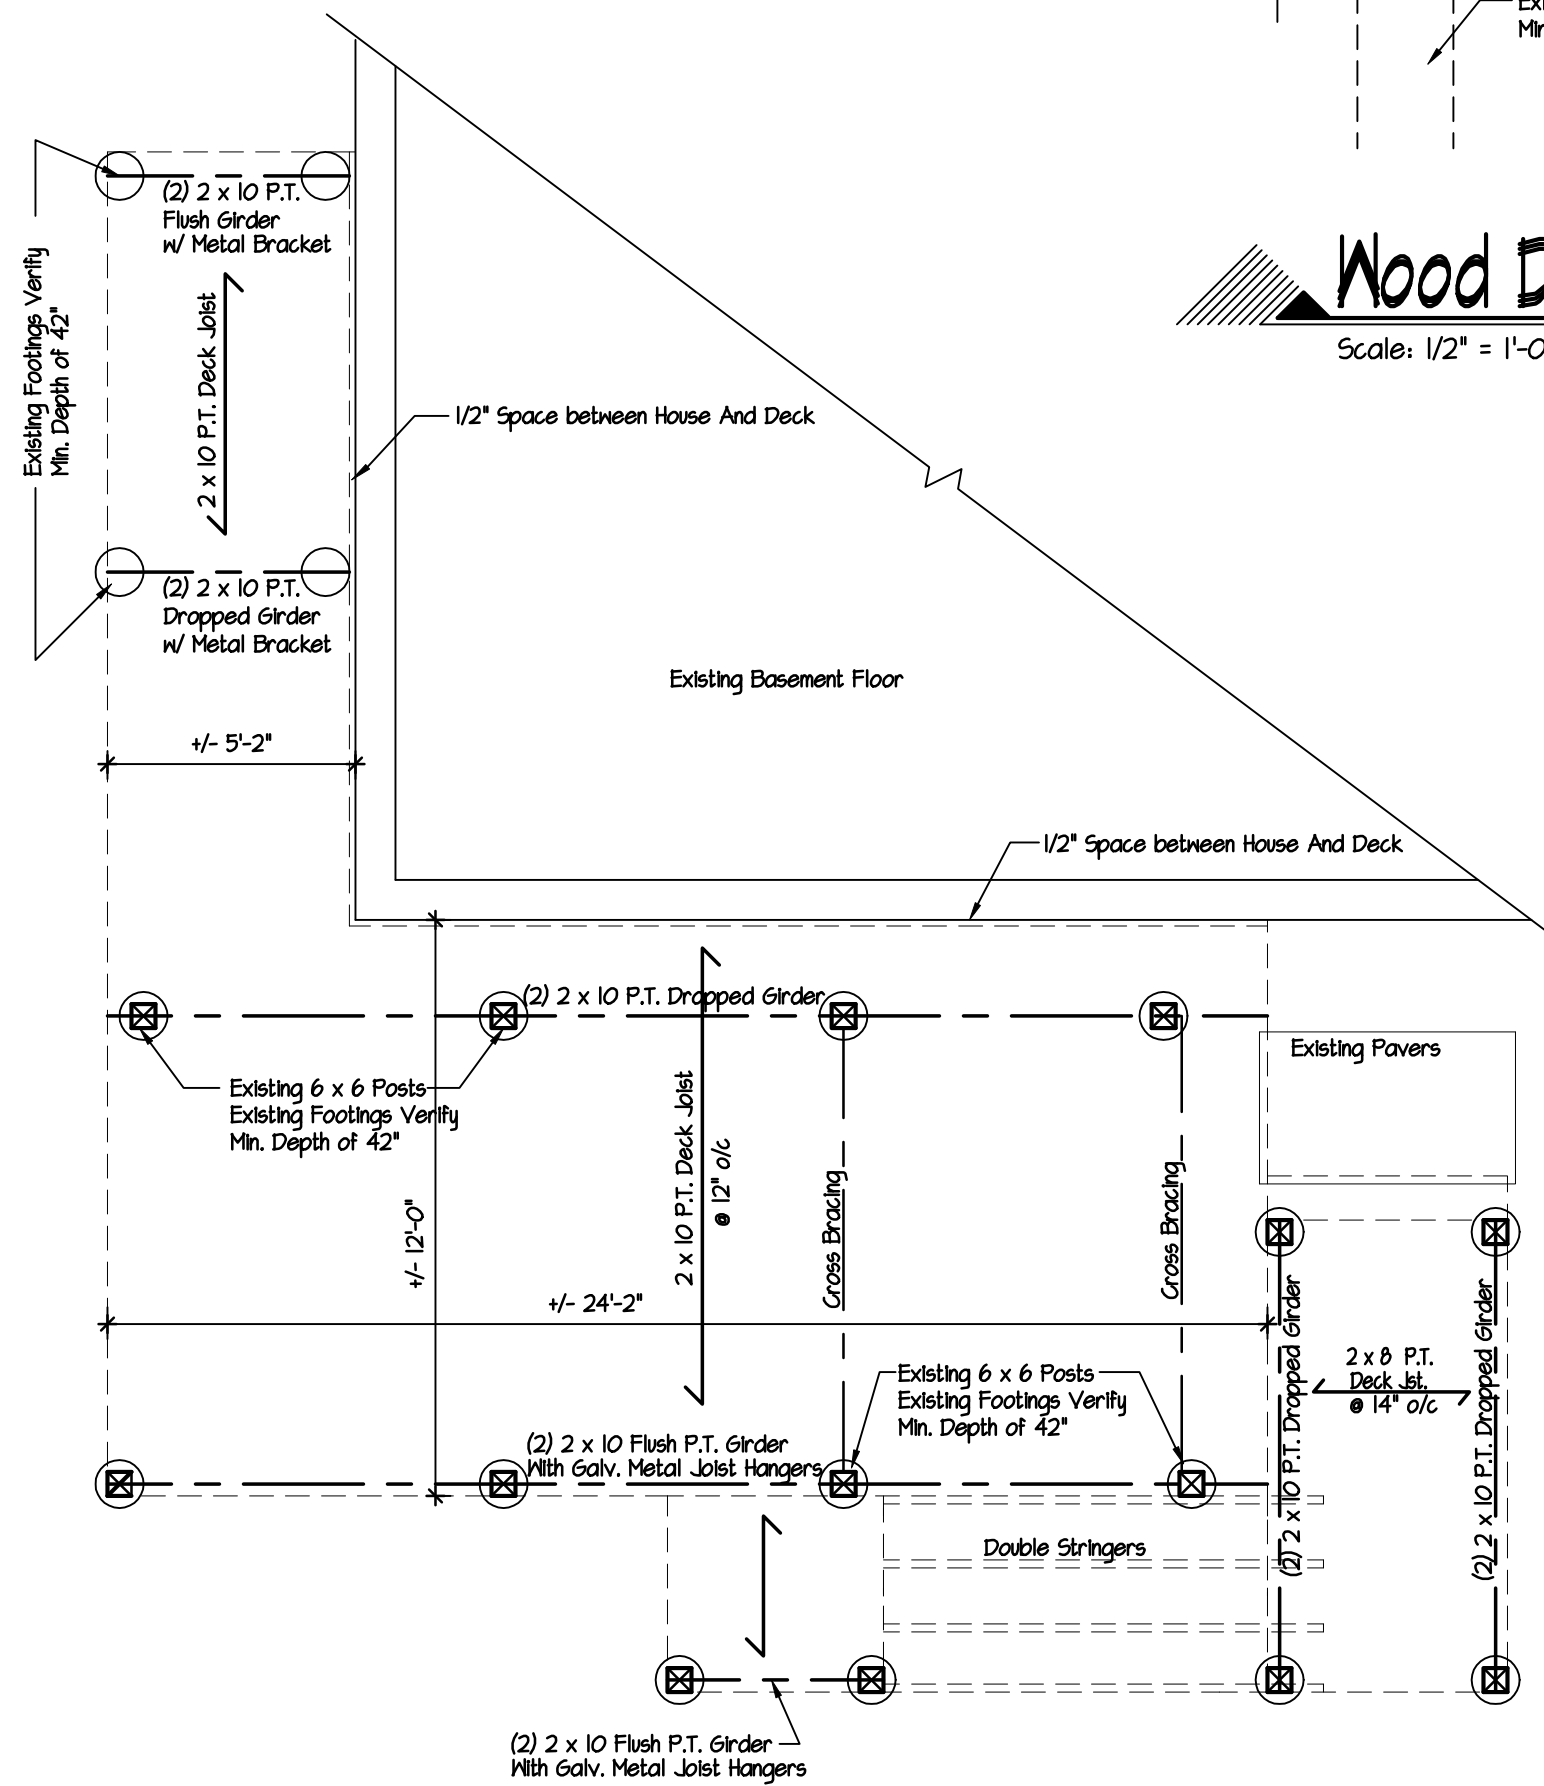 (2) 2 x 10 P.T.
Flush Girder
w/ Metal Bracket
Existing Footings Verify
Min. Depth of 42"
2 x 10 P.T. Deck Joist
Wood
Scale: 1/2" = 1'-0
1/2" Space between House And Deck
(2) 2 x 10 P.T.
Dropped Girder
w/ Metal Bracket
Existing Basement Floor
+/- 5'-2"
1/2" Space between House And Deck
(2) 2 x 10 P.T. Dropped Girder
Existing Pavers
Existing 6 x 6 Posts
Existing Footings Verify
Min. Depth of 42"
2 x 10 P.T. Deck Joist
@ 12" o/c
Cross Bracing
Cross Bracing
+/- 12'-0"
+/- 24'-2"
(2) 2 x 10 P.T. Dropped Girder
2 x 8 P.T.
Deck Jst.
@ 14" o/c
(2) 2 x 10 P.T. Dropped Girder
Existing 6 x 6 Posts
Existing Footings Verify
Min. Depth of 42"
(2) 2 x 10 Flush P.T. Girder
With Galv. Metal Joist Hangers
Double Stringers
(2) 2 x 10 Flush P.T. Girder
With Galv. Metal Joist Hangers